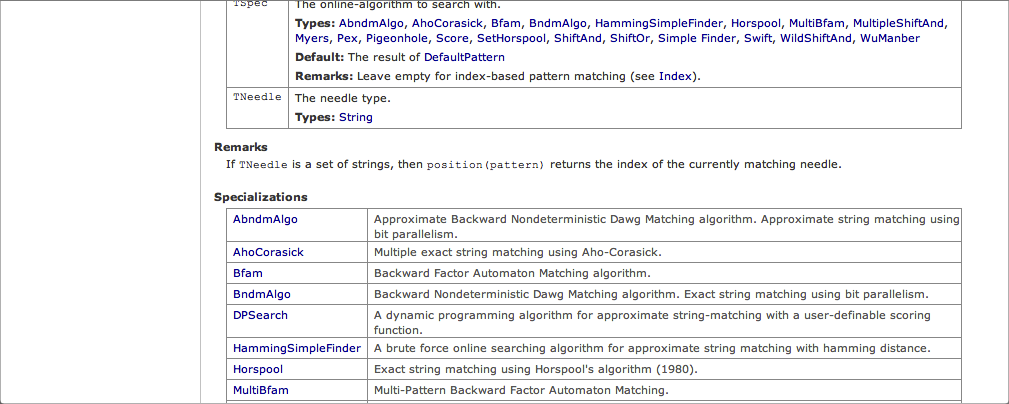 TSpec
The online-algorithm to search with.
Types: AbndmAlgo, AhoCorasick, Bfam, BndmAlgo, HammingSimpleFinder, Horspool, MultiBfam, MultipleShiftAnd,
Myers, Pex, Pigeonhole, Score, SetHorspool, ShiftAnd, ShiftOr, Simple Finder, Swift, WildShiftAnd, WuManber
Default: The result of DefaultPattern
Remarks: Leave empty for index-based pattern matching (see Index).
TNeedle
The needle type.
Types: String
Remarks
If TNeedle is a set of strings, then position(pattern) returns the index of the currently matching needle.
Specializations
AbndmAlgo
Approximate Backward Nondeterministic Dawg Matching algorithm. Approximate string matching using
bit parallelism.
AhoCorasick
Multiple exact string matching using Aho-Corasick.
Bfam
Backward Factor Automaton Matching algorithm.
BndmAlgo
Backward Nondeterministic Dawg Matching algorithm. Exact string matching using bit parallelism.
DPSearch
A dynamic programming algorithm for approximate string-matching with a user-definable scoring
function.
HammingSimpleFinder
A brute force online searching algorithm for approximate string matching with hamming distance.
Horspool
Exact string matching using Horspool's algorithm (1980).
MultiBfam
Multi-Pattern Backward Factor Automaton Matching.